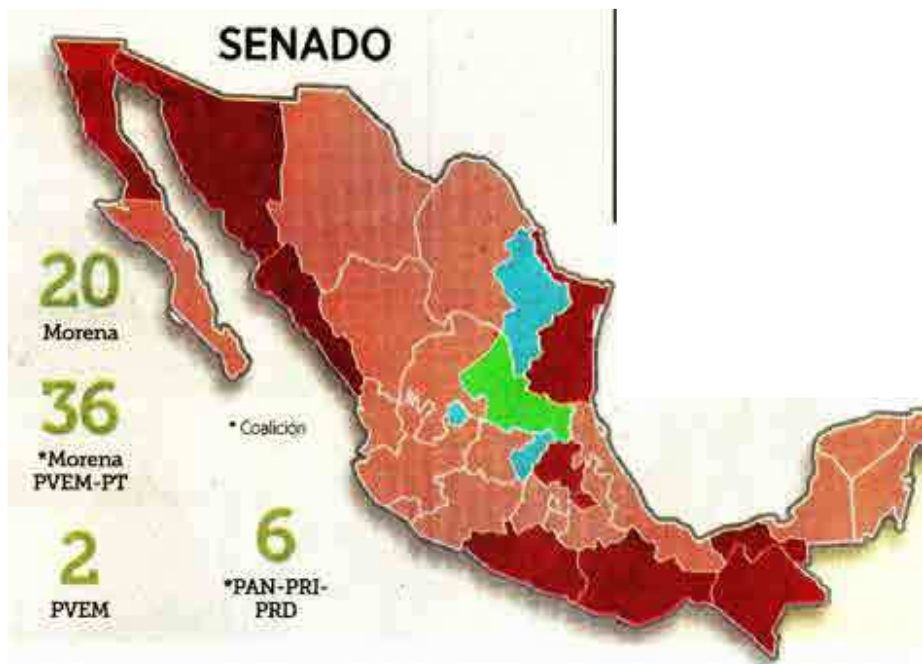 SENADO
20
Morena
36
*Morena
PVEM-PT
* Coalición
2
PVEM
6
*PAN-PRI-
PRD